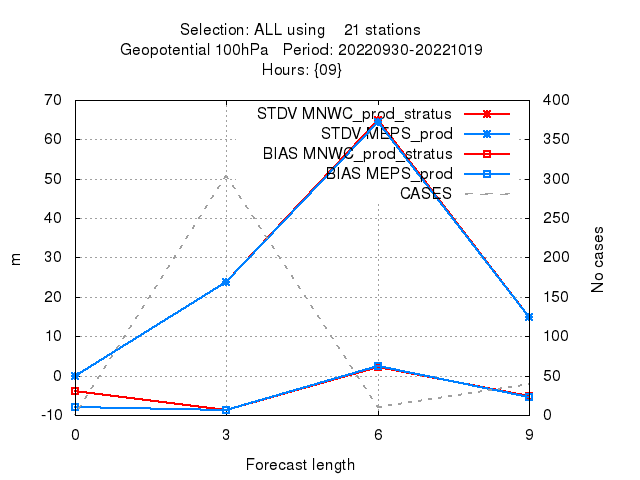 Selection: ALL using    21 stations
Geopotential 100hPa   Period: 20220930-20221019
Hours: {09}
70
60
50
40
30
20
10
0
-10
m
STDV MNWC_prod_stratus
STDV MEPS_prod
BIAS MNWC_prod_stratus
BIAS MEPS_prod
CASES
400
350
300
250
200
150
100
50
0
No cases
0 3 6 9
Forecast length